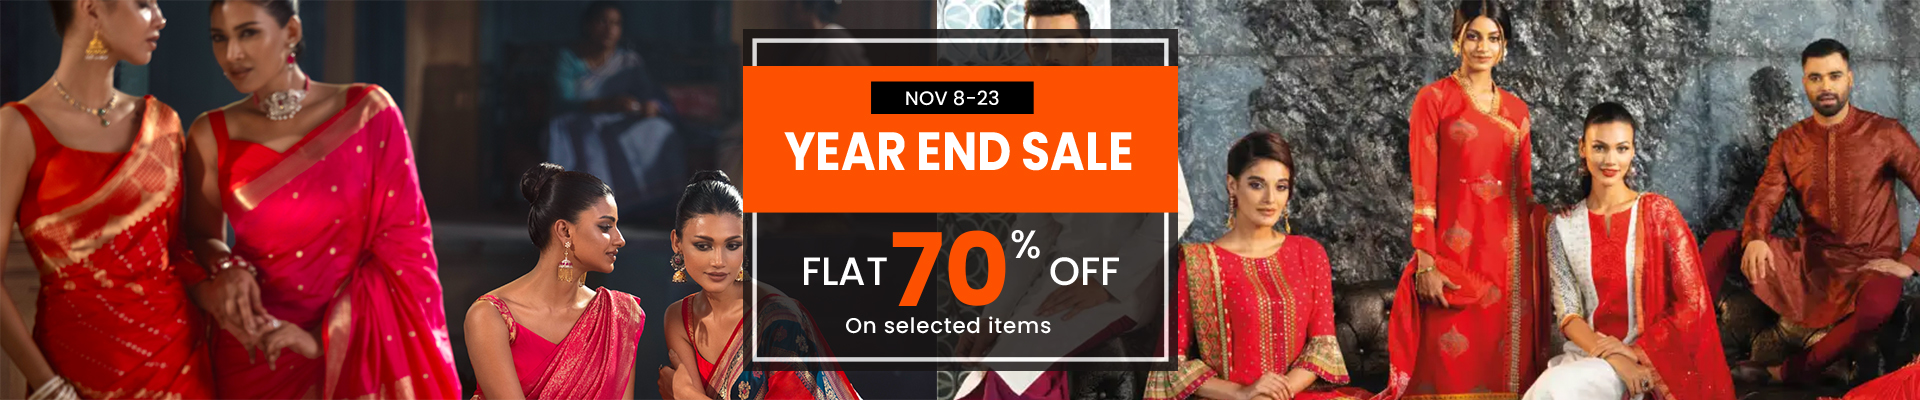 NOV 8-23
YEAR END SALE
FLAT 70% OFF
On selected items